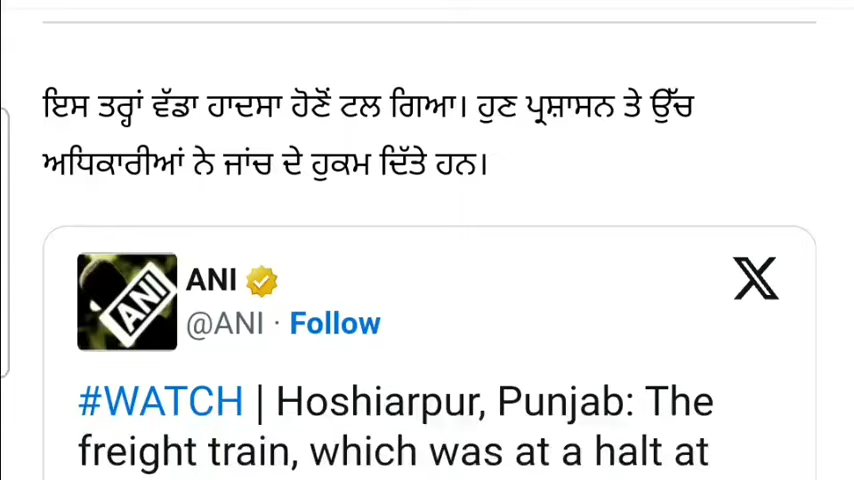 ਇਸ ਤਰ੍ਹਾਂ ਵੱਡਾ ਹਾਦਸਾ ਹੋਣੋਂ ਟਲ ਗਿਆ। ਹੁਣ ਪ੍ਰਸ਼ਾਸਨ ਤੇ ਉੱਚ
ਅਧਿਕਾਰੀਆਂ ਨੇ ਜਾਂਚ ਦੇ ਹੁਕਮ ਦਿੱਤੇ ਹਨ।
ANI
ANI
@ANI · Follow
#WATCH | Hoshiarpur, Punjab: The
freight train, which was at a halt at